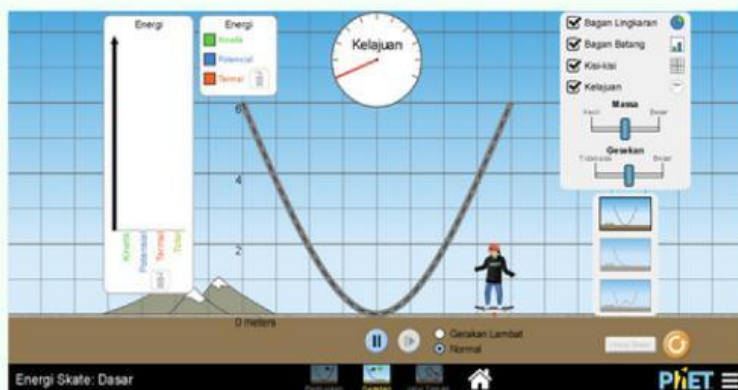 Energi
Kinetik
Potensial
Termal
Total
Energi
Kinetik
Potensial
Termal
Kelajuan
6
4
2
0 meters
Bagan Lingkaran
Bagan Batang
Kisi-kisi
Kelajuan
Massa
Kecil Besar
Gesekan
Tidak ada Besar
Gerakan Lambat
Normal
Energi Skate: Dasar
Gesekan
PhET